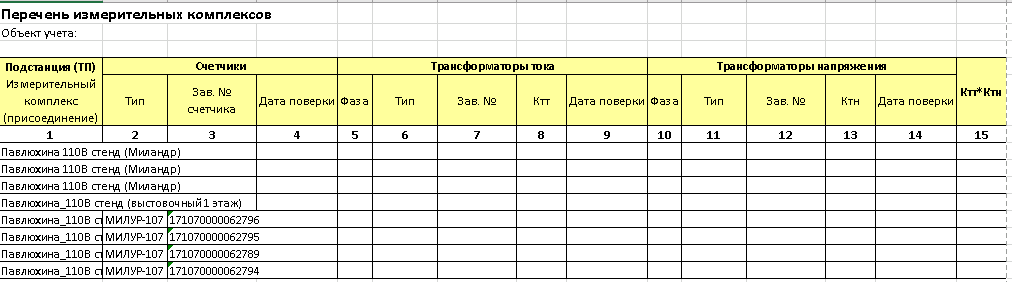 Перечень измерительных комплексов
Объект учета:
Подстанция (ТП) Счетчики Трансформаторы тока Трансформаторы напряжения
Измерительный комплекс (присоединение) Тип Зав. № счетчика Дата поверки Фаза Тип Зав. № Ктт Дата поверки Фаза Тип Зав. № Ктн Дата поверки Ктт*Ктн
1 2 3 4 5 6 7 8 9 10 11 12 13 14 15
Павлюхина 110В стенд (Миландр)
Павлюхина 110В стенд (Миландр)
Павлюхина 110В стенд (Миландр)
Павлюхина_110В стенд (выстовочный 1 этаж)
Павлюхина_110В ст МИЛУР-107 171070000062796
Павлюхина_110В ст МИЛУР-107 171070000062795
Павлюхина_110В ст МИЛУР-107 171070000062789
Павлюхина_110В ст МИЛУР-107 171070000062794